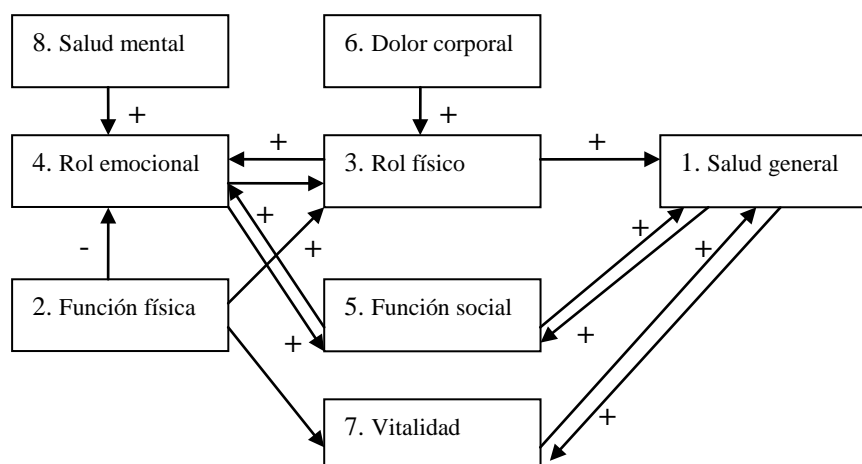 8. Salud mental
6. Dolor corporal
+
+
4. Rol emocional
+
3. Rol físico
+
1. Salud general
+
+
+
+
-
2. Función física
5. Función social
+
+
7. Vitalidad
+